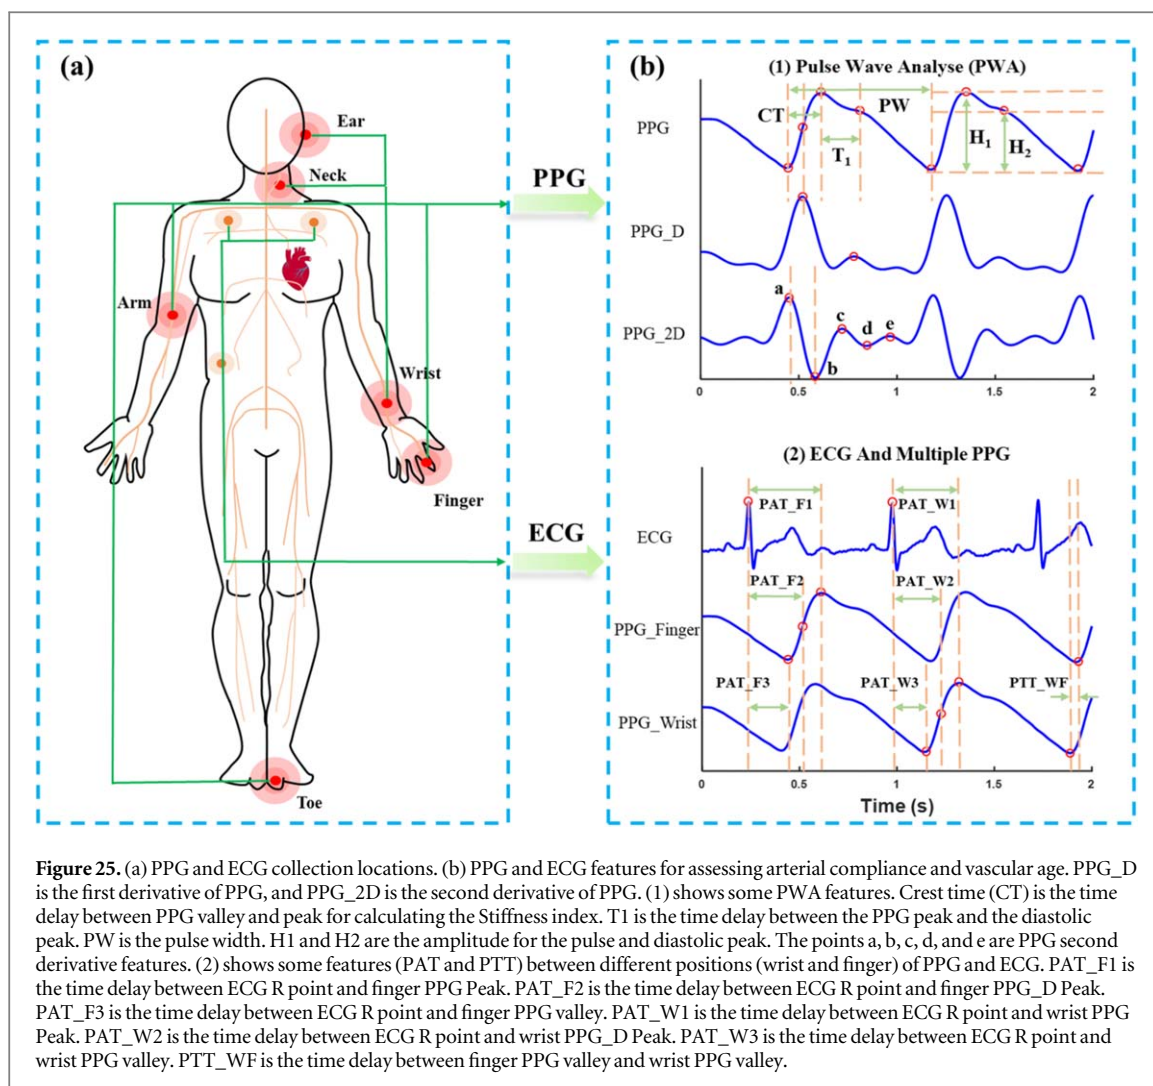 (a)
Ear
Neck
Arm
Wrist
Finger
Toe
PPG
ECG
(b)
(1) Pulse Wave Analyse (PWA)
PPG
CT
PW
T1
H1
H2
PPG_D
PPG_2D
a
b
c
d
e
0
0.5
1
1.5
2
(2) ECG And Multiple PPG
ECG
PAT_F1
PAT_W1
PAT_F2
PAT_W2
PPG_Finger
PAT_F3
PAT_W3
PTT_WF
PPG_Wrist
0
0.5
1
1.5
2
Time (s)
Figure 25. (a) PPG and ECG collection locations. (b) PPG and ECG features for assessing arterial compliance and vascular age. PPG_D
is the first derivative of PPG, and PPG_2D is the second derivative of PPG. (1) shows some PWA features. Crest time (CT) is the time
delay between PPG valley and peak for calculating the Stiffness index. T1 is the time delay between the PPG peak and the diastolic
peak. PW is the pulse width. H1 and H2 are the amplitude for the pulse and diastolic peak. The points a, b, c, d, and e are PPG second
derivative features. (2) shows some features (PAT and PTT) between different positions (wrist and finger) of PPG and ECG. PAT_F1 is
the time delay between ECG R point and finger PPG Peak. PAT_F2 is the time delay between ECG R point and finger PPG_D Peak.
PAT_F3 is the time delay between ECG R point and finger PPG valley. PAT_W1 is the time delay between ECG R point and wrist PPG
Peak. PAT_W2 is the time delay between ECG R point and wrist PPG_D Peak. PAT_W3 is the time delay between ECG R point and
wrist PPG valley. PTT_WF is the time delay between finger PPG valley and wrist PPG valley.